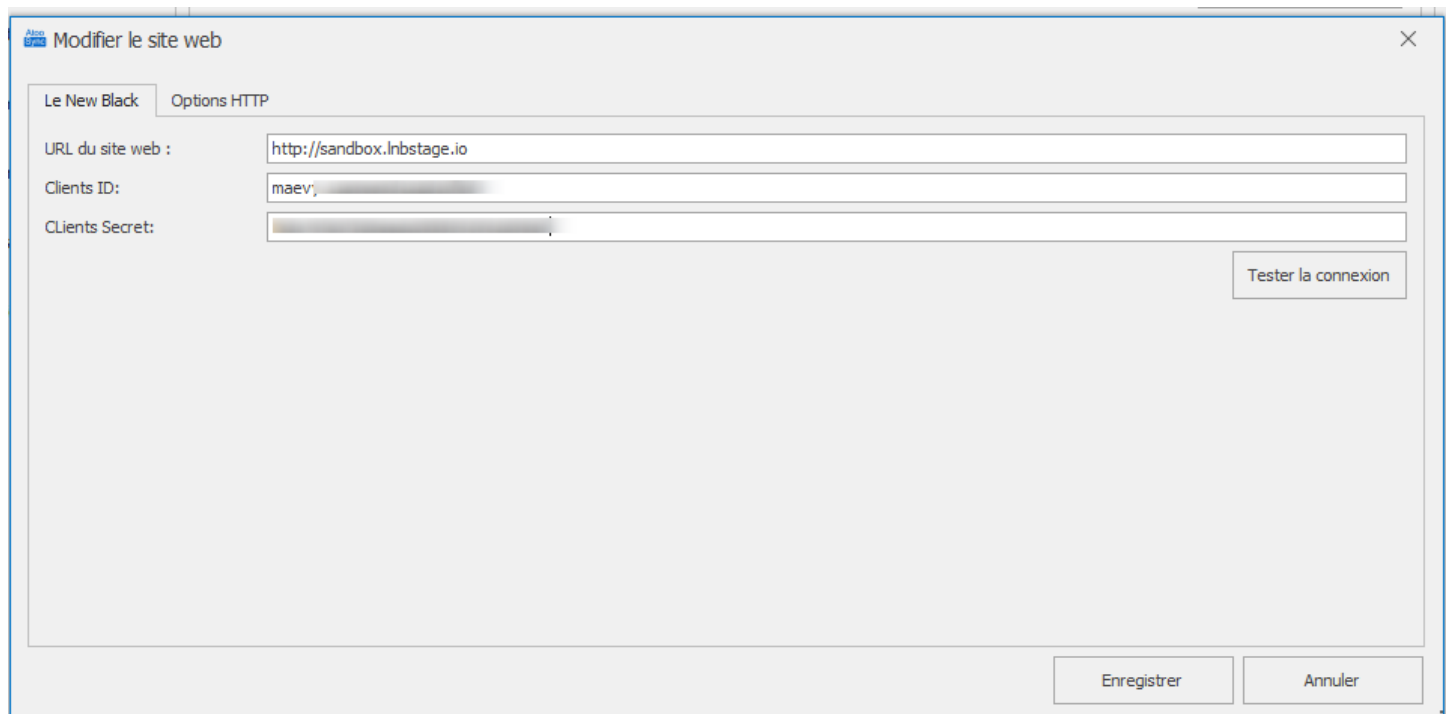 Modifier le site web
Le New Black Options HTTP
URL du site web : http://sandbox.lnbstage.io
Clients ID:
CLients Secret:
Tester la connexion
Enregistrer Annuler